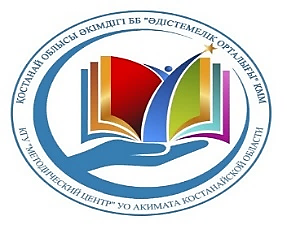 ҚОСТАНАЙ ОБЛЫСЫ ӘКІМДІГІ ББ "ӘДІСТЕМЕЛІК ОРТАЛЫҒЫ" КММ
КГУ "МЕТОДИЧЕСКИЙ ЦЕНТР" УО АКИМАТА КОСТАНАЙСКОЙ ОБЛАСТИ